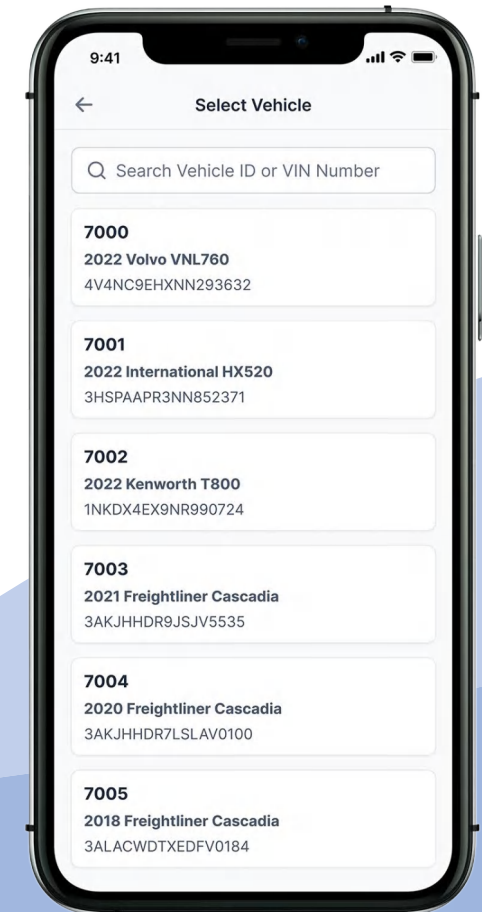 9:41
Select Vehicle
Search Vehicle ID or VIN Number
7000
2022 Volvo VNL760
4V4NC9EHXNN293632
7001
2022 International HX520
3HSPAAPR3NN852371
7002
2022 Kenworth T800
1NKDX4EX9NR990724
7003
2021 Freightliner Cascadia
3AKJHHDR9JSJV5535
7004
2020 Freightliner Cascadia
3AKJHHDR7LSLAV0100
7005
2018 Freightliner Cascadia
3ALACWDTXEDFV0184